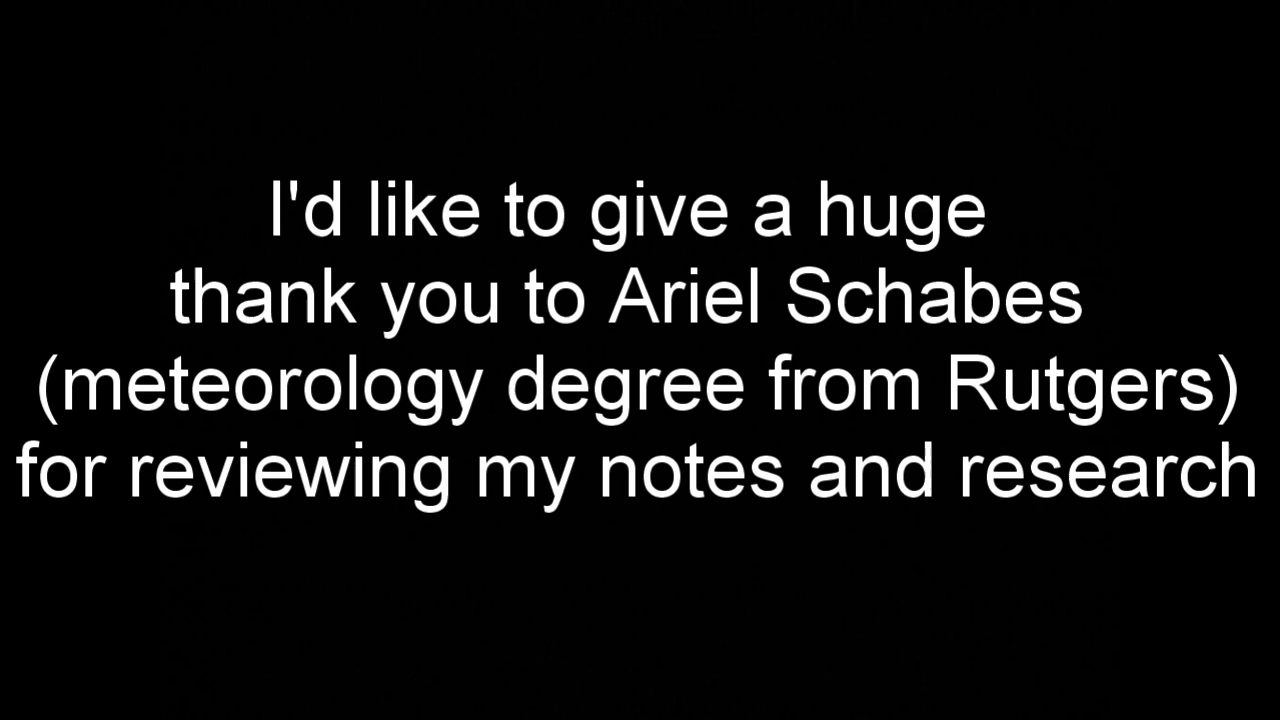 I'd like to give a huge
thank you to Ariel Schabes
(meteorology degree from Rutgers)
for reviewing my notes and research